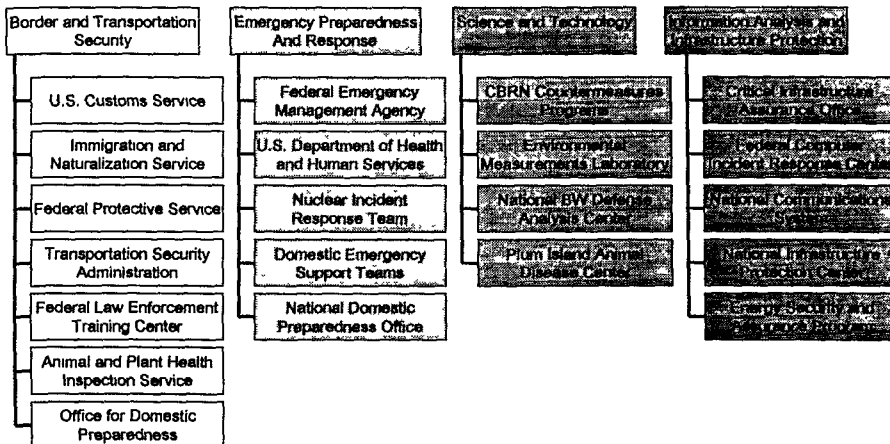 Border and Transportation
Security
U.S. Customs Service
Immigration and
Naturalization Service
Federal Protective Service
Transportation Security
Administration
Federal Law Enforcement
Training Center
Animal and Plant Health
Inspection Service
Office for Domestic
Preparedness
Emergency Preparedness
And Response
Federal Emergency
Management Agency
U.S. Department of Health
and Human Services
Nuclear Incident
Response Team
Domestic Emergency
Support Teams
National Domestic
Preparedness Office
Science and Technology
CBRN Countermeasures
Programs
Environmental
Measurements Laboratory
National BW Defense
Analysis Center
Plum Island Animal
Disease Center
Information Analysis and
Infrastructure Protection
Critical Infrastructure
Assurance Office
Federal Computer
Incident Response Center
National Communications
System
National Infrastructure
Protection Center
Energy Security and
Assurance Program